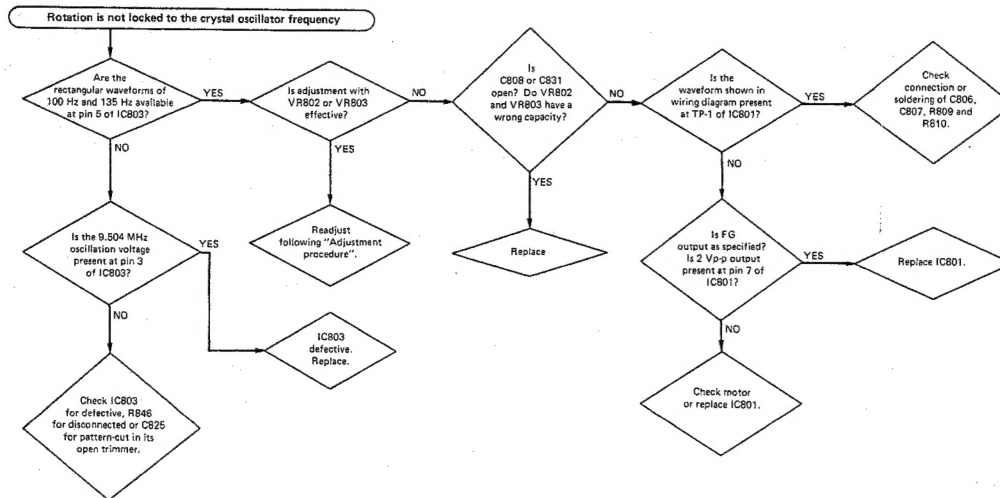 Rotation is not locked to the crystal oscillator frequency
Are the
rectangular waveforms of
100 Hz and 135 Hz available
at pin 5 of IC803?
YES
NO
Is adjustment with
VR802 or VR803
effective?
NO
YES
Is
C808 or C831
open? Do VR802
and VR803 have a
wrong capacity?
NO
YES
Is the
waveform shown in
wiring diagram present
at TP-1 of IC801?
YES
NO
Check
connection or
soldering of C806,
C807, R809 and
R810.
Is the 9.504 MHz
oscillation voltage
present at pin 3
of IC803?
YES
NO
Readjust
following "Adjustment
procedure".
Replace
Is FG
output as specified?
Is 2 Vp-p output
present at pin 7 of
IC801?
YES
NO
Replace IC801.
IC803
defective.
Replace.
Check IC803
for defective, R846
for disconnected or C825
for pattern-cut in its
open trimmer.
Check motor
or replace IC801.